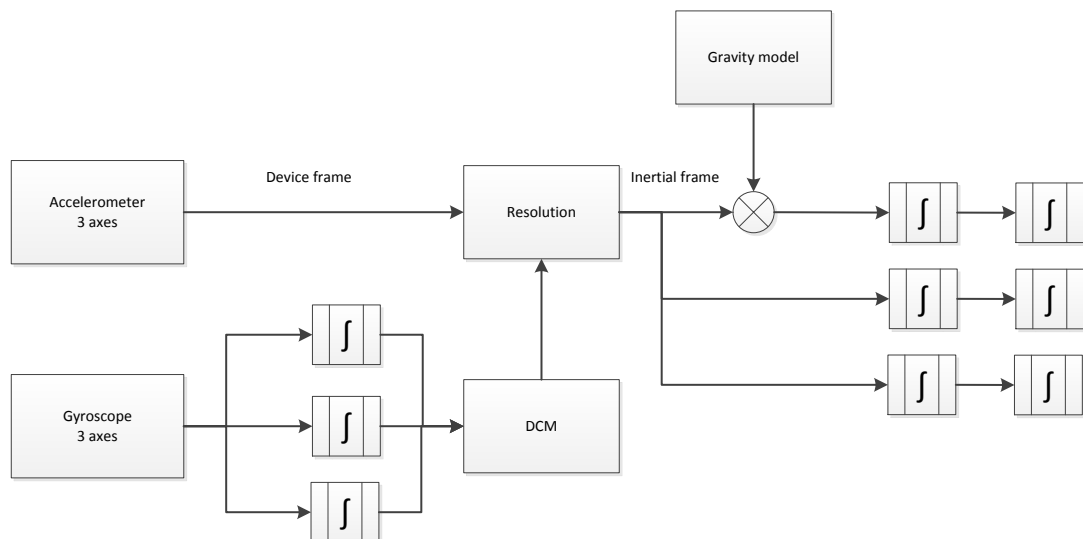 Gravity model
Accelerometer
3 axes
Device frame
Resolution
Inertial frame
∫ ∫
∫ ∫
∫ ∫
Gyroscope
3 axes
∫
∫
∫
DCM